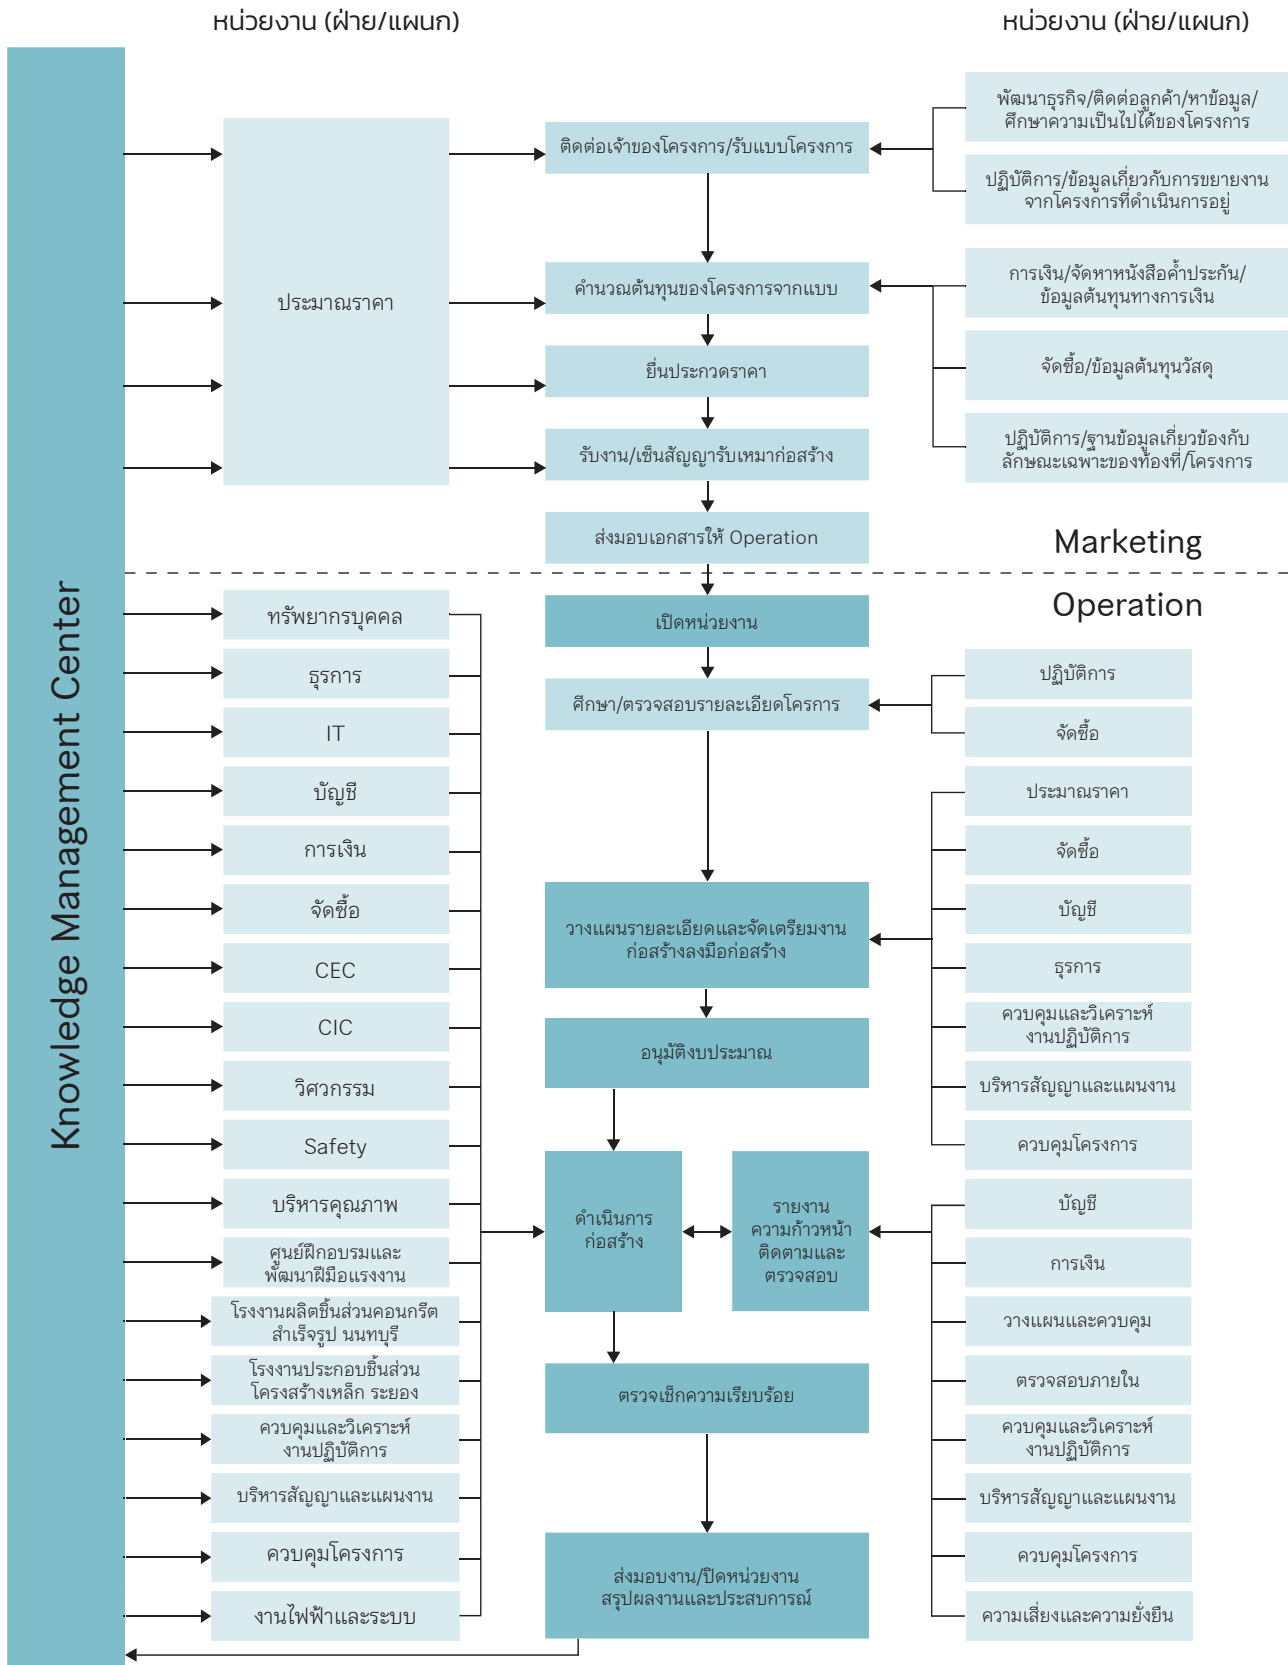 หน่วยงาน (ฝ่าย/แผนก)
หน่วยงาน (ฝ่าย/แผนก)
Knowledge Management Center
ประมาณราคา
ติดต่อเจ้าของโครงการ/รับแบบโครงการ
คำนวณต้นทุนของโครงการจากแบบ
ยื่นประกวดราคา
รับงาน/เซ็นสัญญารับเหมาก่อสร้าง
ส่งมอบเอกสารให้ Operation
พัฒนาธุรกิจ/ติดต่อลูกค้า/หาข้อมูล/
ศึกษาความเป็นไปได้ของโครงการ
ปฏิบัติการ/ข้อมูลเกี่ยวกับการขยายงาน
จากโครงการที่ดำเนินการอยู่
การเงิน/จัดหาหนังสือค้ำประกัน/
ข้อมูลต้นทุนทางการเงิน
จัดซื้อ/ข้อมูลต้นทุนวัสดุ
ปฏิบัติการ/ฐานข้อมูลเกี่ยวข้องกับ
ลักษณะเฉพาะของท้องที่/โครงการ
Marketing
Operation
ทรัพยากรบุคคล
ธุรการ
IT
บัญชี
การเงิน
จัดซื้อ
CEC
CIC
วิศวกรรม
Safety
บริหารคุณภาพ
ศูนย์ฝึกอบรมและ
พัฒนาฝีมือแรงงาน
โรงงานผลิตชิ้นส่วนคอนกรีต
สำเร็จรูป นนทบุรี
โรงงานประกอบชิ้นส่วน
โครงสร้างเหล็ก ระยอง
ควบคุมและวิเคราะห์
งานปฏิบัติการ
บริหารสัญญาและแผนงาน
ควบคุมโครงการ
งานไฟฟ้าและระบบ
เปิดหน่วยงาน
ศึกษา/ตรวจสอบรายละเอียดโครการ
วางแผนรายละเอียดและจัดเตรียมงาน
ก่อสร้างลงมือก่อสร้าง
อนุมัติงบประมาณ
ดำเนินการ
ก่อสร้าง
รายงาน
ความก้าวหน้า
ติดตามและ
ตรวจสอบ
ตรวจเช็กความเรียบร้อย
ส่งมอบงาน/ปิดหน่วยงาน
สรุปผลงานและประสบการณ์
ปฏิบัติการ
จัดซื้อ
ประมาณราคา
จัดซื้อ
บัญชี
ธุรการ
ควบคุมและวิเคราะห์
งานปฏิบัติการ
บริหารสัญญาและแผนงาน
ควบคุมโครงการ
บัญชี
การเงิน
วางแผนและควบคุม
ตรวจสอบภายใน
ควบคุมและวิเคราะห์
งานปฏิบัติการ
บริหารสัญญาและแผนงาน
ควบคุมโครงการ
ความเสี่ยงและความยั่งยืน